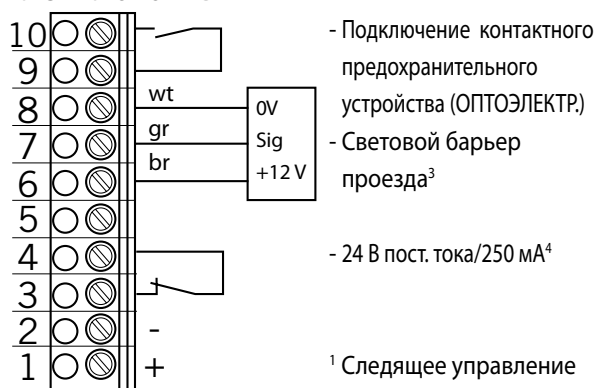 10
9
8
7
6
5
4
3
2
1
wt
gr
br
0V
Sig
+12 V
-
+
- Подключение контактного
предохранительного
устройства (ОПТОЭЛЕКТР.)
- Световой барьер
проезда³
- 24 В пост. тока/250 мА⁴
¹ Следящее управление